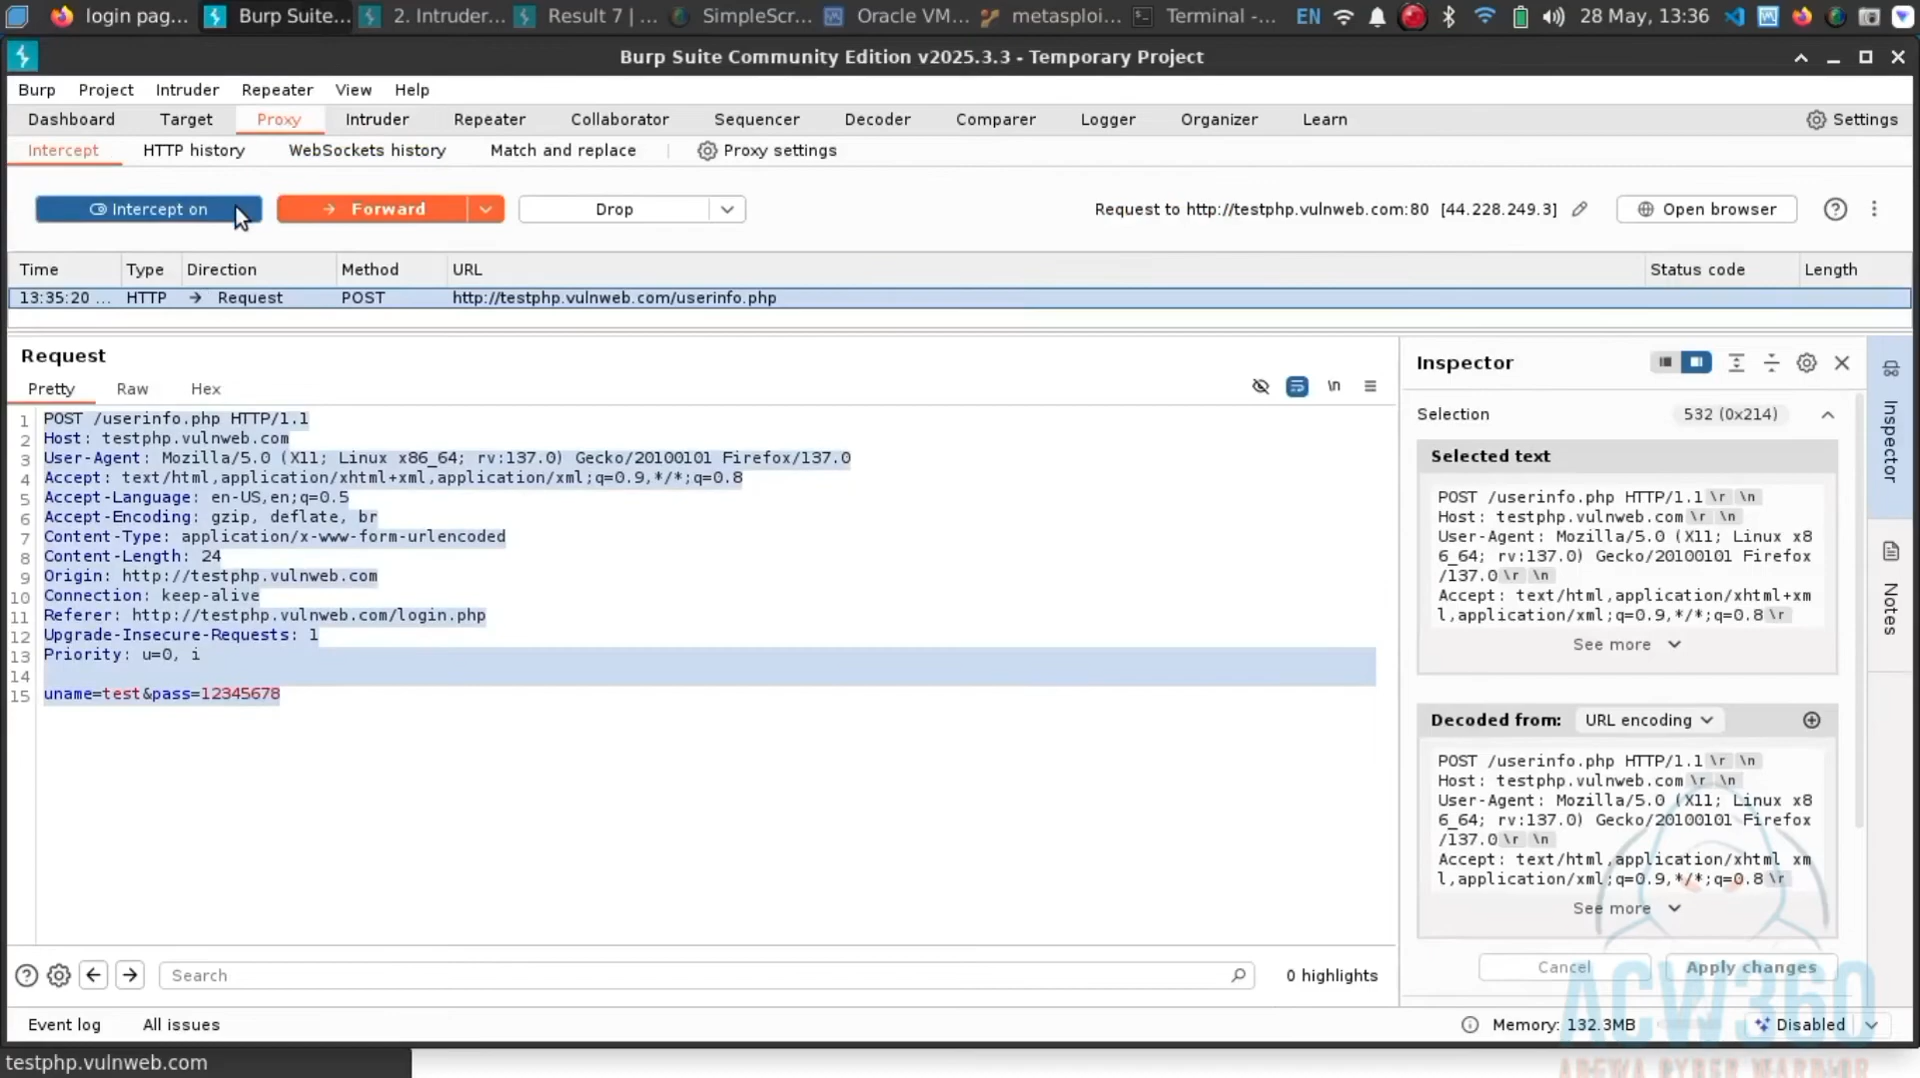 login pag... Burp Suite... 2. Intruder... Result 7 | ... SimpleScr... Oracle VM... metasploi... Terminal -... EN 28 May, 13:36
Burp Suite Community Edition v2025.3.3 - Temporary Project
Burp Project Intruder Repeater View Help
Dashboard Target Proxy Intruder Repeater Collaborator Sequencer Decoder Comparer Logger Organizer Learn Settings
Intercept HTTP history WebSockets history Match and replace Proxy settings
Intercept on Forward Drop Request to http://testphp.vulnweb.com:80 [44.228.249.3] Open browser
Time Type Direction Method URL Status code Length
13:35:20 ... HTTP → Request POST http://testphp.vulnweb.com/userinfo.php
Request
Pretty Raw Hex
\n
1 POST /userinfo.php HTTP/1.1
2 Host: testphp.vulnweb.com
3 User-Agent: Mozilla/5.0 (X11; Linux x86_64; rv:137.0) Gecko/20100101 Firefox/137.0
4 Accept: text/html,application/xhtml+xml,application/xml;q=0.9,*/*;q=0.8
5 Accept-Language: en-US,en;q=0.5
6 Accept-Encoding: gzip, deflate, br
7 Content-Type: application/x-www-form-urlencoded
8 Content-Length: 24
9 Origin: http://testphp.vulnweb.com
10 Connection: keep-alive
11 Referer: http://testphp.vulnweb.com/login.php
12 Upgrade-Insecure-Requests: 1
13 Priority: u=0, i
14
15 uname=test&pass=12345678
Inspector
Selection 532 (0x214)
Selected text
POST /userinfo.php HTTP/1.1 \r \n
Host: testphp.vulnweb.com \r \n
User-Agent: Mozilla/5.0 (X11; Linux x8
6_64; rv:137.0) Gecko/20100101 Firefox
/137.0 \r \n
Accept: text/html,application/xhtml+xm
l,application/xml;q=0.9,*/*;q=0.8 \r
See more
Decoded from: URL encoding
POST /userinfo.php HTTP/1.1 \r \n
Host: testphp.vulnweb.com \r \n
User-Agent: Mozilla/5.0 (X11; Linux x8
6_64; rv:137.0) Gecko/20100101 Firefox
/137.0 \r \n
Accept: text/html,application/xhtml xm
l,application/xml;q=0.9,*/*;q=0.8 \r
See more
Cancel Apply changes
Inspector
Notes
Search 0 highlights
Event log All issues Memory: 132.3MB Disabled
testphp.vulnweb.com
ACW360